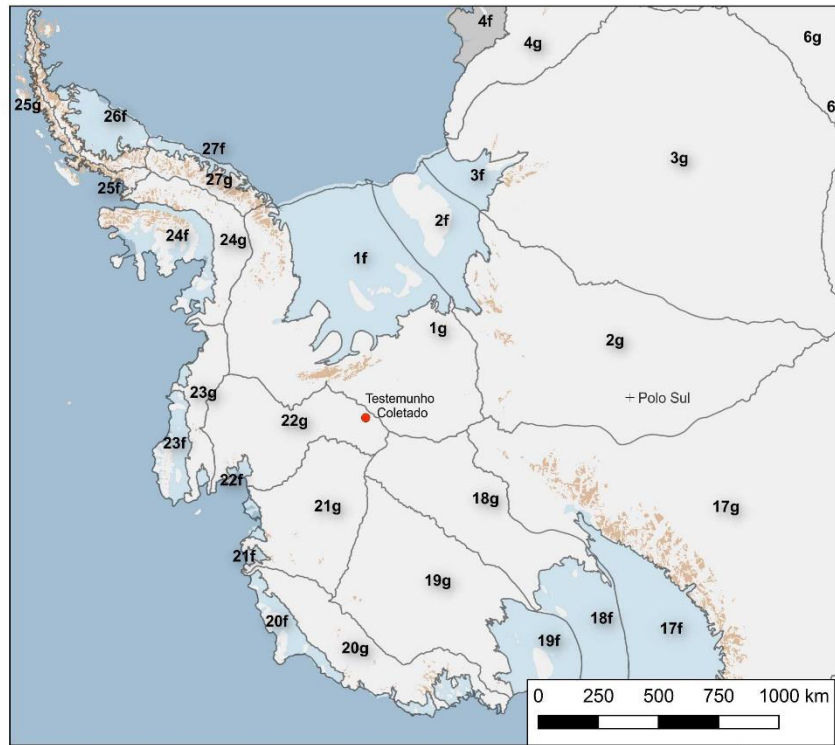 4f
4g
6g
6
25g
26f
27f
3g
3f
27g
25f
2f
24f
24g
1f
1g
2g
23g
Testemunho
Coletado
Polo Sul
22g
23f
22f
21g
18g
17g
21f
19g
20f
18f
17f
19f
20g
0 250 500 750 1000 km